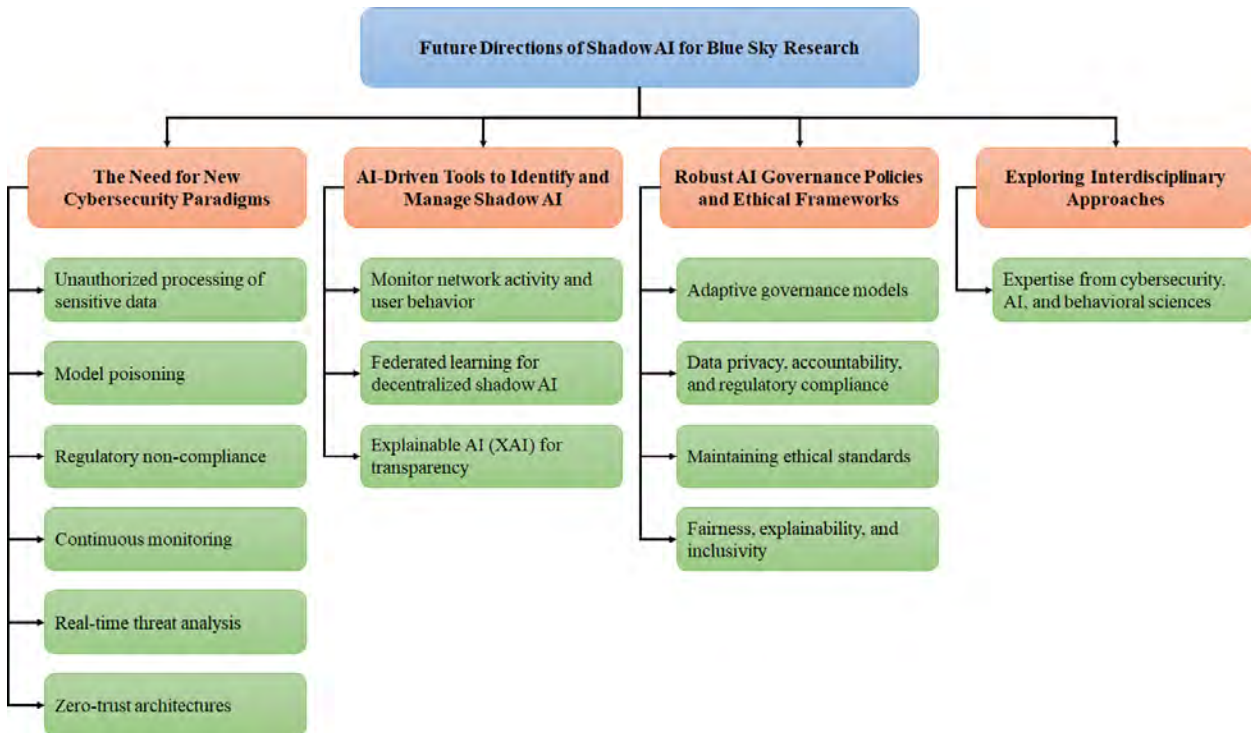 Future Directions of Shadow AI for Blue Sky Research
The Need for New
Cybersecurity Paradigms
Unauthorized processing of
sensitive data
Model poisoning
Regulatory non-compliance
Continuous monitoring
Real-time threat analysis
Zero-trust architectures
AI-Driven Tools to Identify and
Manage Shadow AI
Monitor network activity and
user behavior
Federated learning for
decentralized shadow AI
Explainable AI (XAI) for
transparency
Robust AI Governance Policies
and Ethical Frameworks
Adaptive governance models
Data privacy, accountability,
and regulatory compliance
Maintaining ethical standards
Fairness, explainability, and
inclusivity
Exploring Interdisciplinary
Approaches
Expertise from cybersecurity,
AI, and behavioral sciences